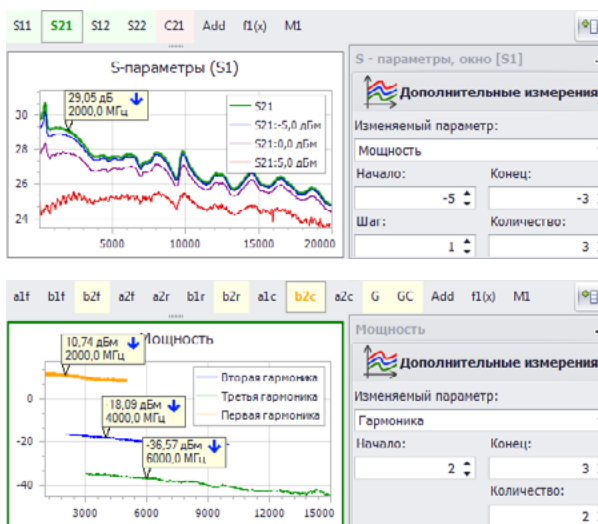 S11 S21 S12 S22 C21 Add f1(x) M1
S-параметры (S1)
29,05 дБ
2000,0 МГц
S21
S21:-5,0 дБм
S21:0,0 дБм
S21:5,0 дБм
30
28
26
24
5000 10000 15000 20000
S - параметры, окно [S1]
Дополнительные измерения
Изменяемый параметр:
Мощность
Начало: Конец:
-5 -3
Шаг: Количество:
1 3
a1f b1f b2f a2f a2r b1r b2r a1c b2c a2c G GC Add f1(x) M1
Мощность
10,74 дБм
2000,0 МГц
Вторая гармоника
Третья гармоника
Первая гармоника
-18,09 дБм
4000,0 МГц
-36,57 дБм
6000,0 МГц
0
-20
-40
3000 6000 9000 12000 15000
Мощность
Дополнительные измерения
Изменяемый параметр:
Гармоника
Начало: Конец:
2 3
Количество:
2